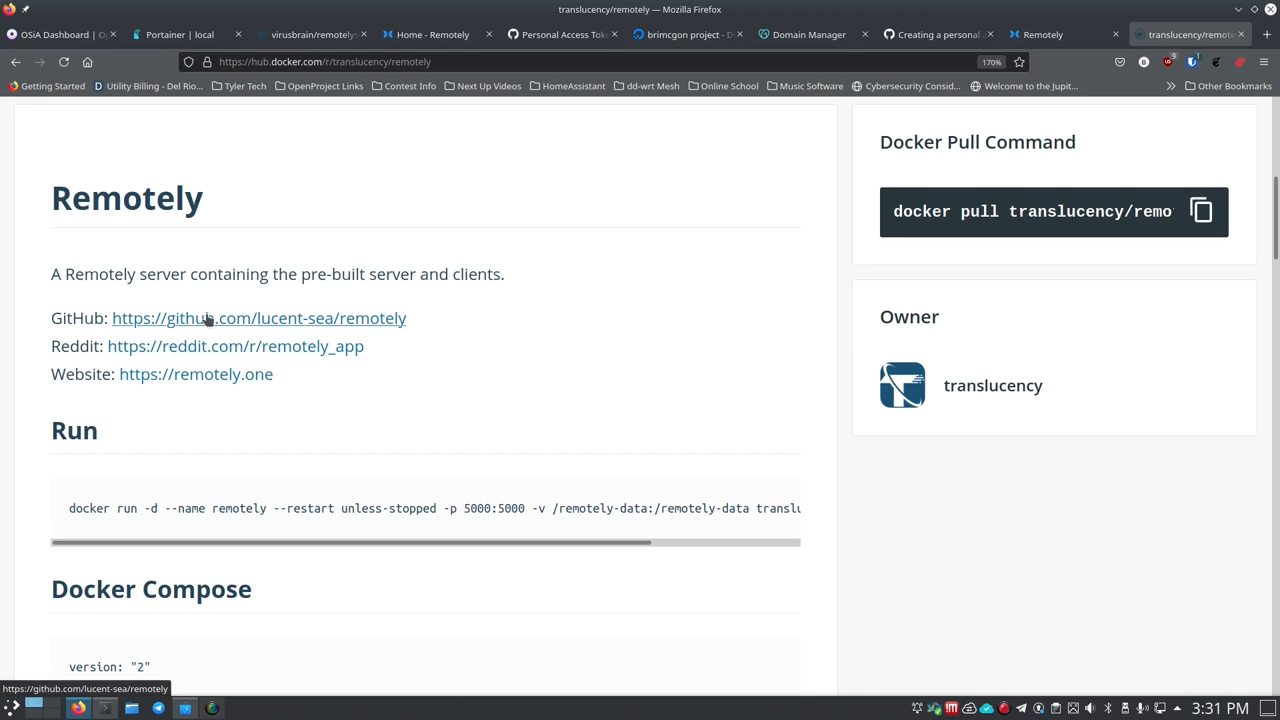 translucency/remotely — Mozilla Firefox
OSiA Dashboard | O
Portainer | local
virusbrain/remotelys
Home - Remotely
Personal Access Tok
brimcgon project - D
Domain Manager
Creating a personal a
Remotely
translucency/remote
https://hub.docker.com/r/translucency/remotely
170%
Getting Started
Utility Billing - Del Rio...
Tyler Tech
OpenProject Links
Contest Info
Next Up Videos
HomeAssistant
dd-wrt Mesh
Online School
Music Software
Cybersecurity Consid...
Welcome to the Jupit...
Other Bookmarks
Remotely
A Remotely server containing the pre-built server and clients.
GitHub: https://github.com/lucent-sea/remotely
Reddit: https://reddit.com/r/remotely_app
Website: https://remotely.one
Run
docker run -d --name remotely --restart unless-stopped -p 5000:5000 -v /remotely-data:/remotely-data translu
Docker Compose
version: "2"
Docker Pull Command
docker pull translucency/remo
Owner
translucency
https://github.com/lucent-sea/remotely
3:31 PM